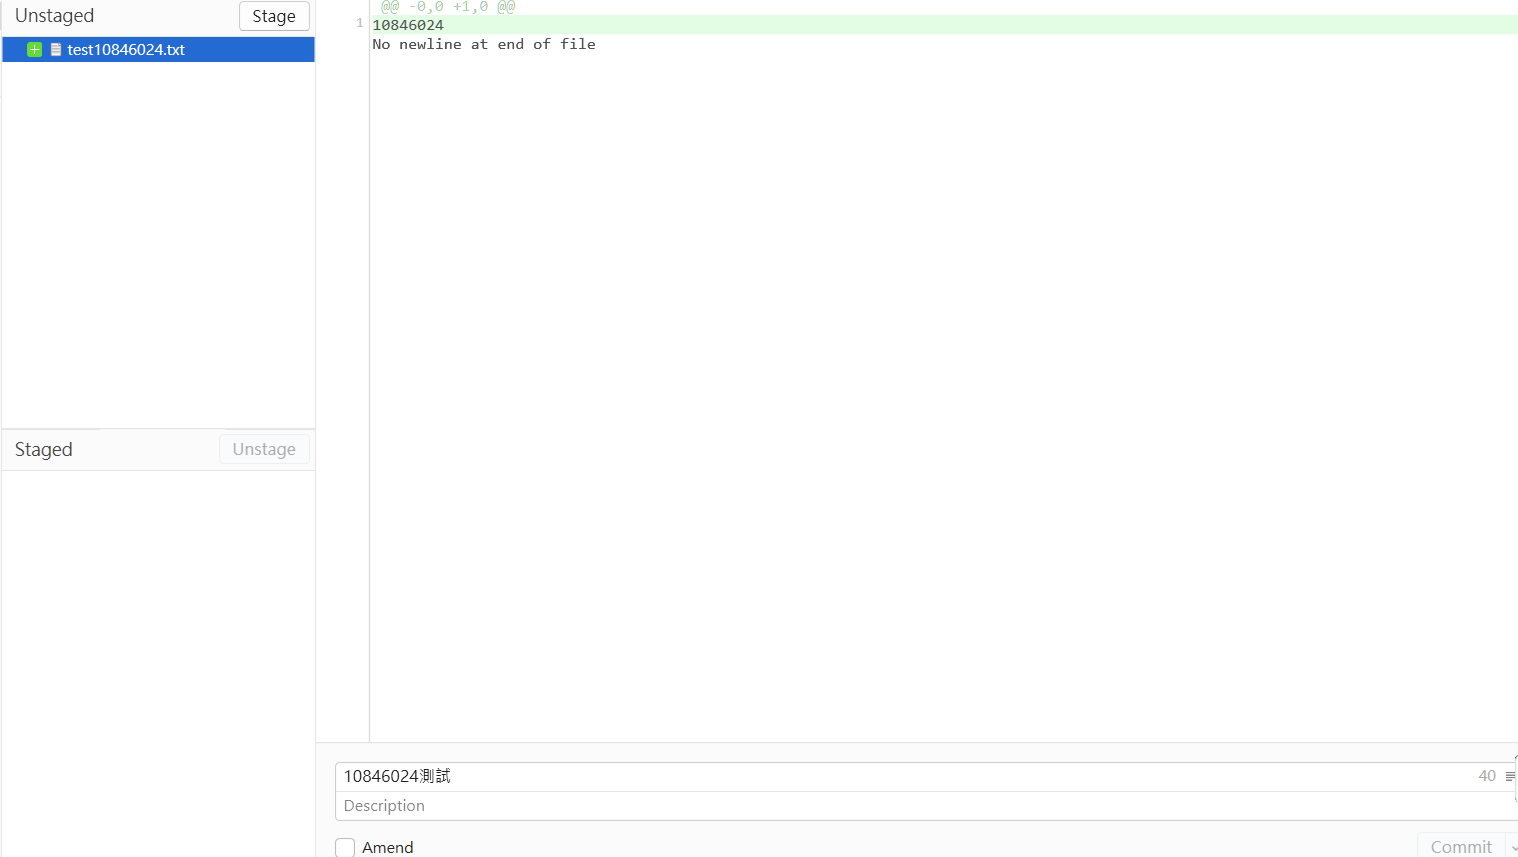 Unstaged
Stage
test10846024.txt
@@ -0,0 +1,0 @@
1
10846024
No newline at end of file
Staged
Unstage
10846024測試
40
Description
Amend
Commit